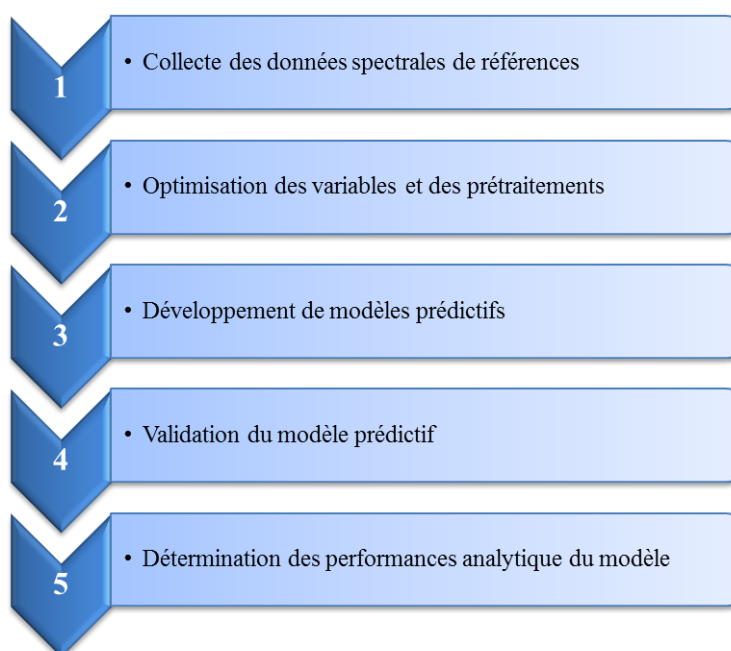 1
• Collecte des données spectrales de références
2
• Optimisation des variables et des prétraitements
3
• Développement de modèles prédictifs
4
• Validation du modèle prédictif
5
• Détermination des performances analytique du modèle